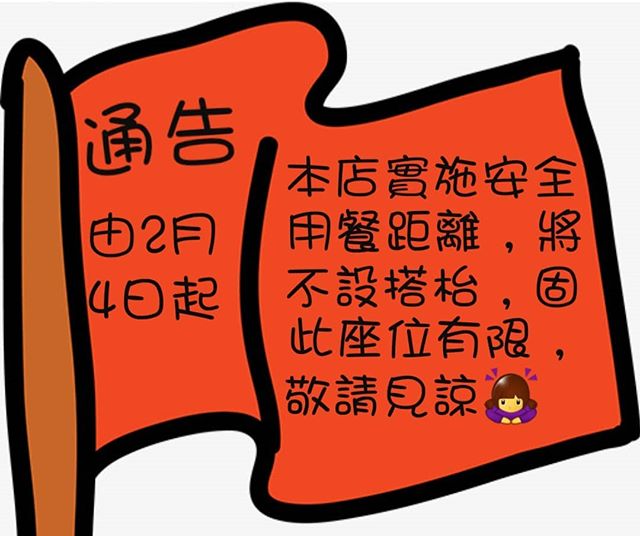 通告
由2月
4日起
本店實施安全
用餐距離，將
不設搭枱，固
此座位有限，
敬請見諒